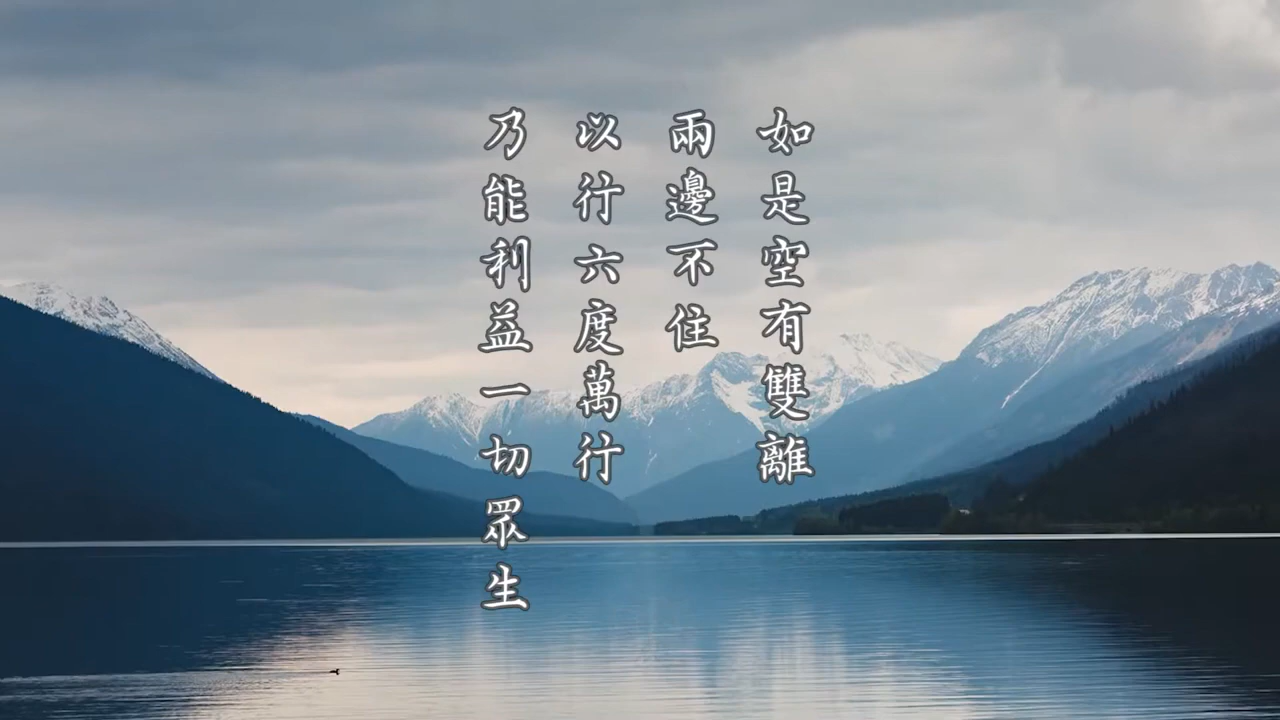 如是空有雙離
兩邊不住
以行六度萬行
乃能利益一切眾生